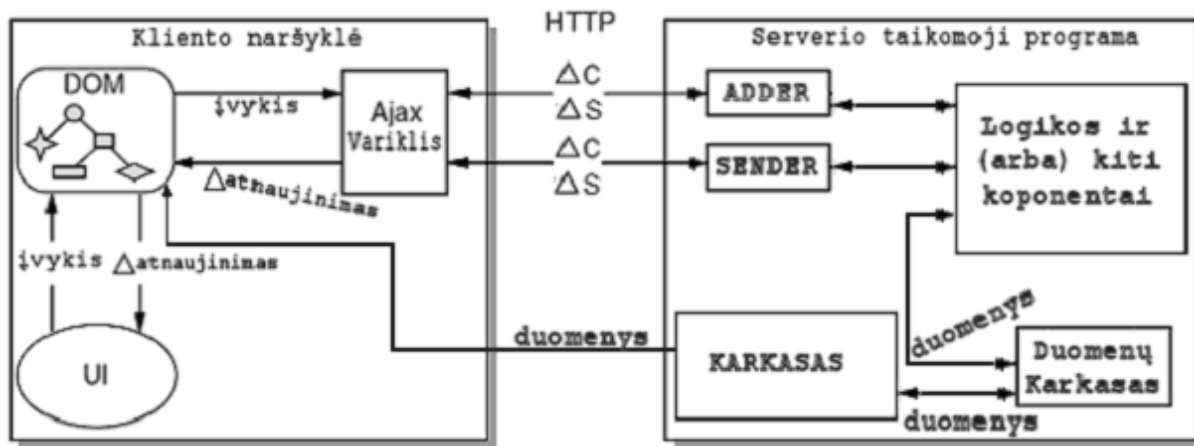 Kliento naršyklė
DOM
įvykis
Ajax
Variklis
△atnaujinimas
įvykis
△atnaujinimas
UI
HTTP
△C
△S
△C
△S
duomenys
Serverio taikomoji programa
ADDER
SENDER
Logikos ir
(arba) kiti
koponentai
duomenys
KARKASAS
Duomenų
Karkasas
duomenys